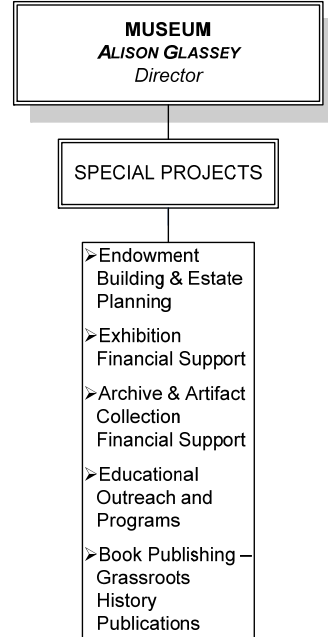 MUSEUM
ALISON GLASSEY
Director
SPECIAL PROJECTS
➢Endowment
Building & Estate
Planning
➢Exhibition
Financial Support
➢Archive & Artifact
Collection
Financial Support
➢Educational
Outreach and
Programs
➢Book Publishing –
Grassroots
History
Publications